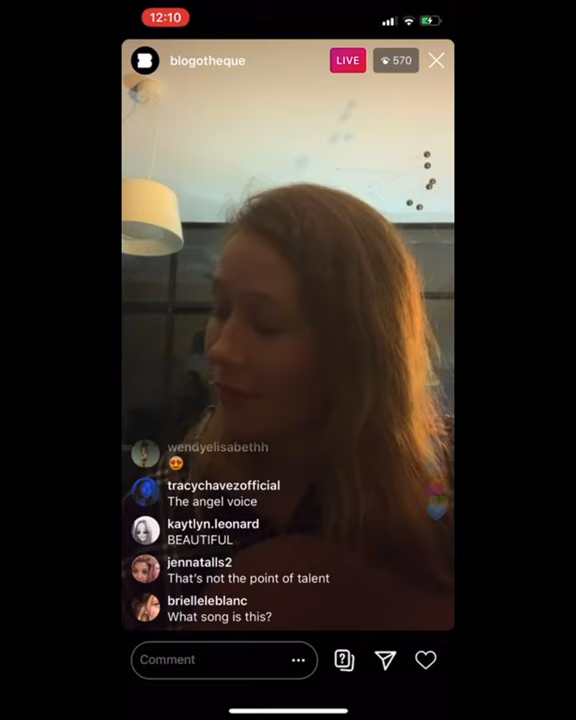 12:10
blogotheque
LIVE
570
wendyelisabethh
😍
tracychavezofficial
The angel voice
kaytlyn.leonard
BEAUTIFUL
jennatalls2
That's not the point of talent
brielleleblanc
What song is this?
Comment